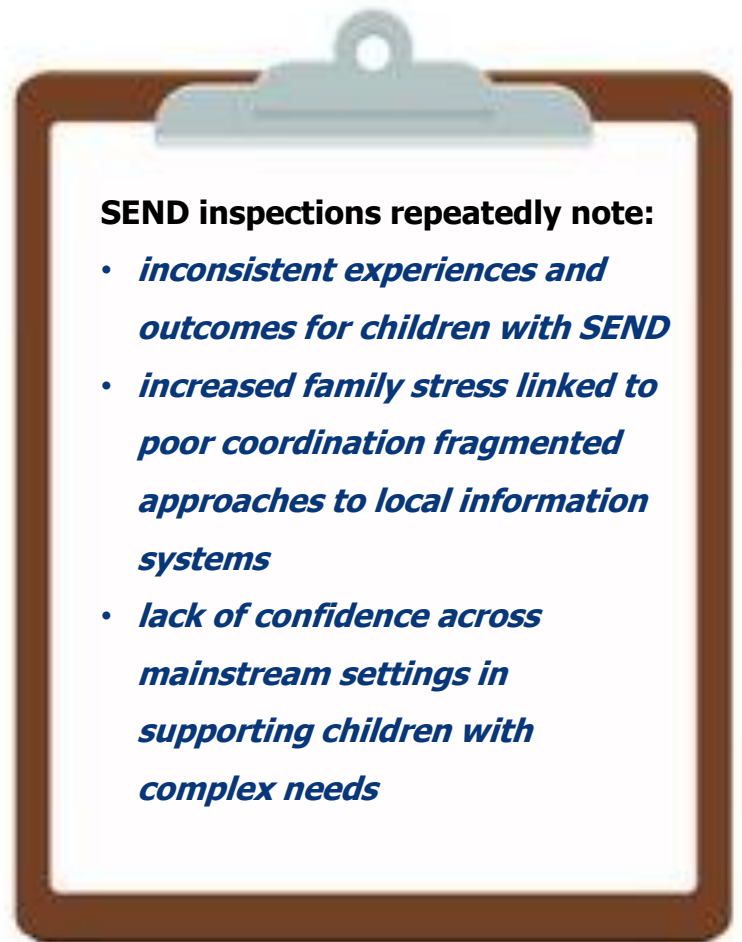 SEND inspections repeatedly note:
• inconsistent experiences and
outcomes for children with SEND
• increased family stress linked to
poor coordination fragmented
approaches to local information
systems
• lack of confidence across
mainstream settings in
supporting children with
complex needs